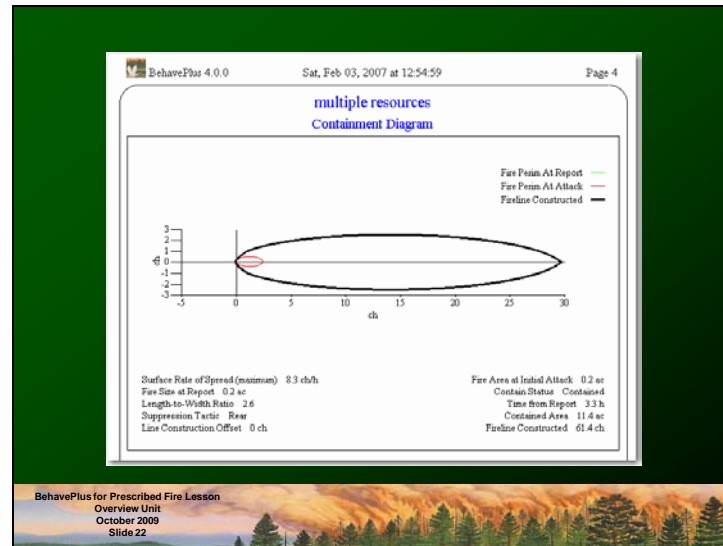 BehavePlus 4.0.0 Sat, Feb 03, 2007 at 12:54:59 Page 4
multiple resources
Containment Diagram
Fire Perim At Report
Fire Perim At Attack
Fireline Constructed
3
2
1
0
-1
-2
-3
ch
-5 0 5 10 15 20 25 30
ch
Surface Rate of Spread (maximum) 8.3 ch/h
Fire Size at Report 0.2 ac
Length-to-Width Ratio 2.6
Suppression Tactic Rear
Line Construction Offset 0 ch
Fire Area at Initial Attack 0.2 ac
Contain Status Contained
Time from Report 3.3 h
Contained Area 11.4 ac
Fireline Constructed 61.4 ch
BehavePlus for Prescribed Fire Lesson
Overview Unit
October 2009
Slide 22